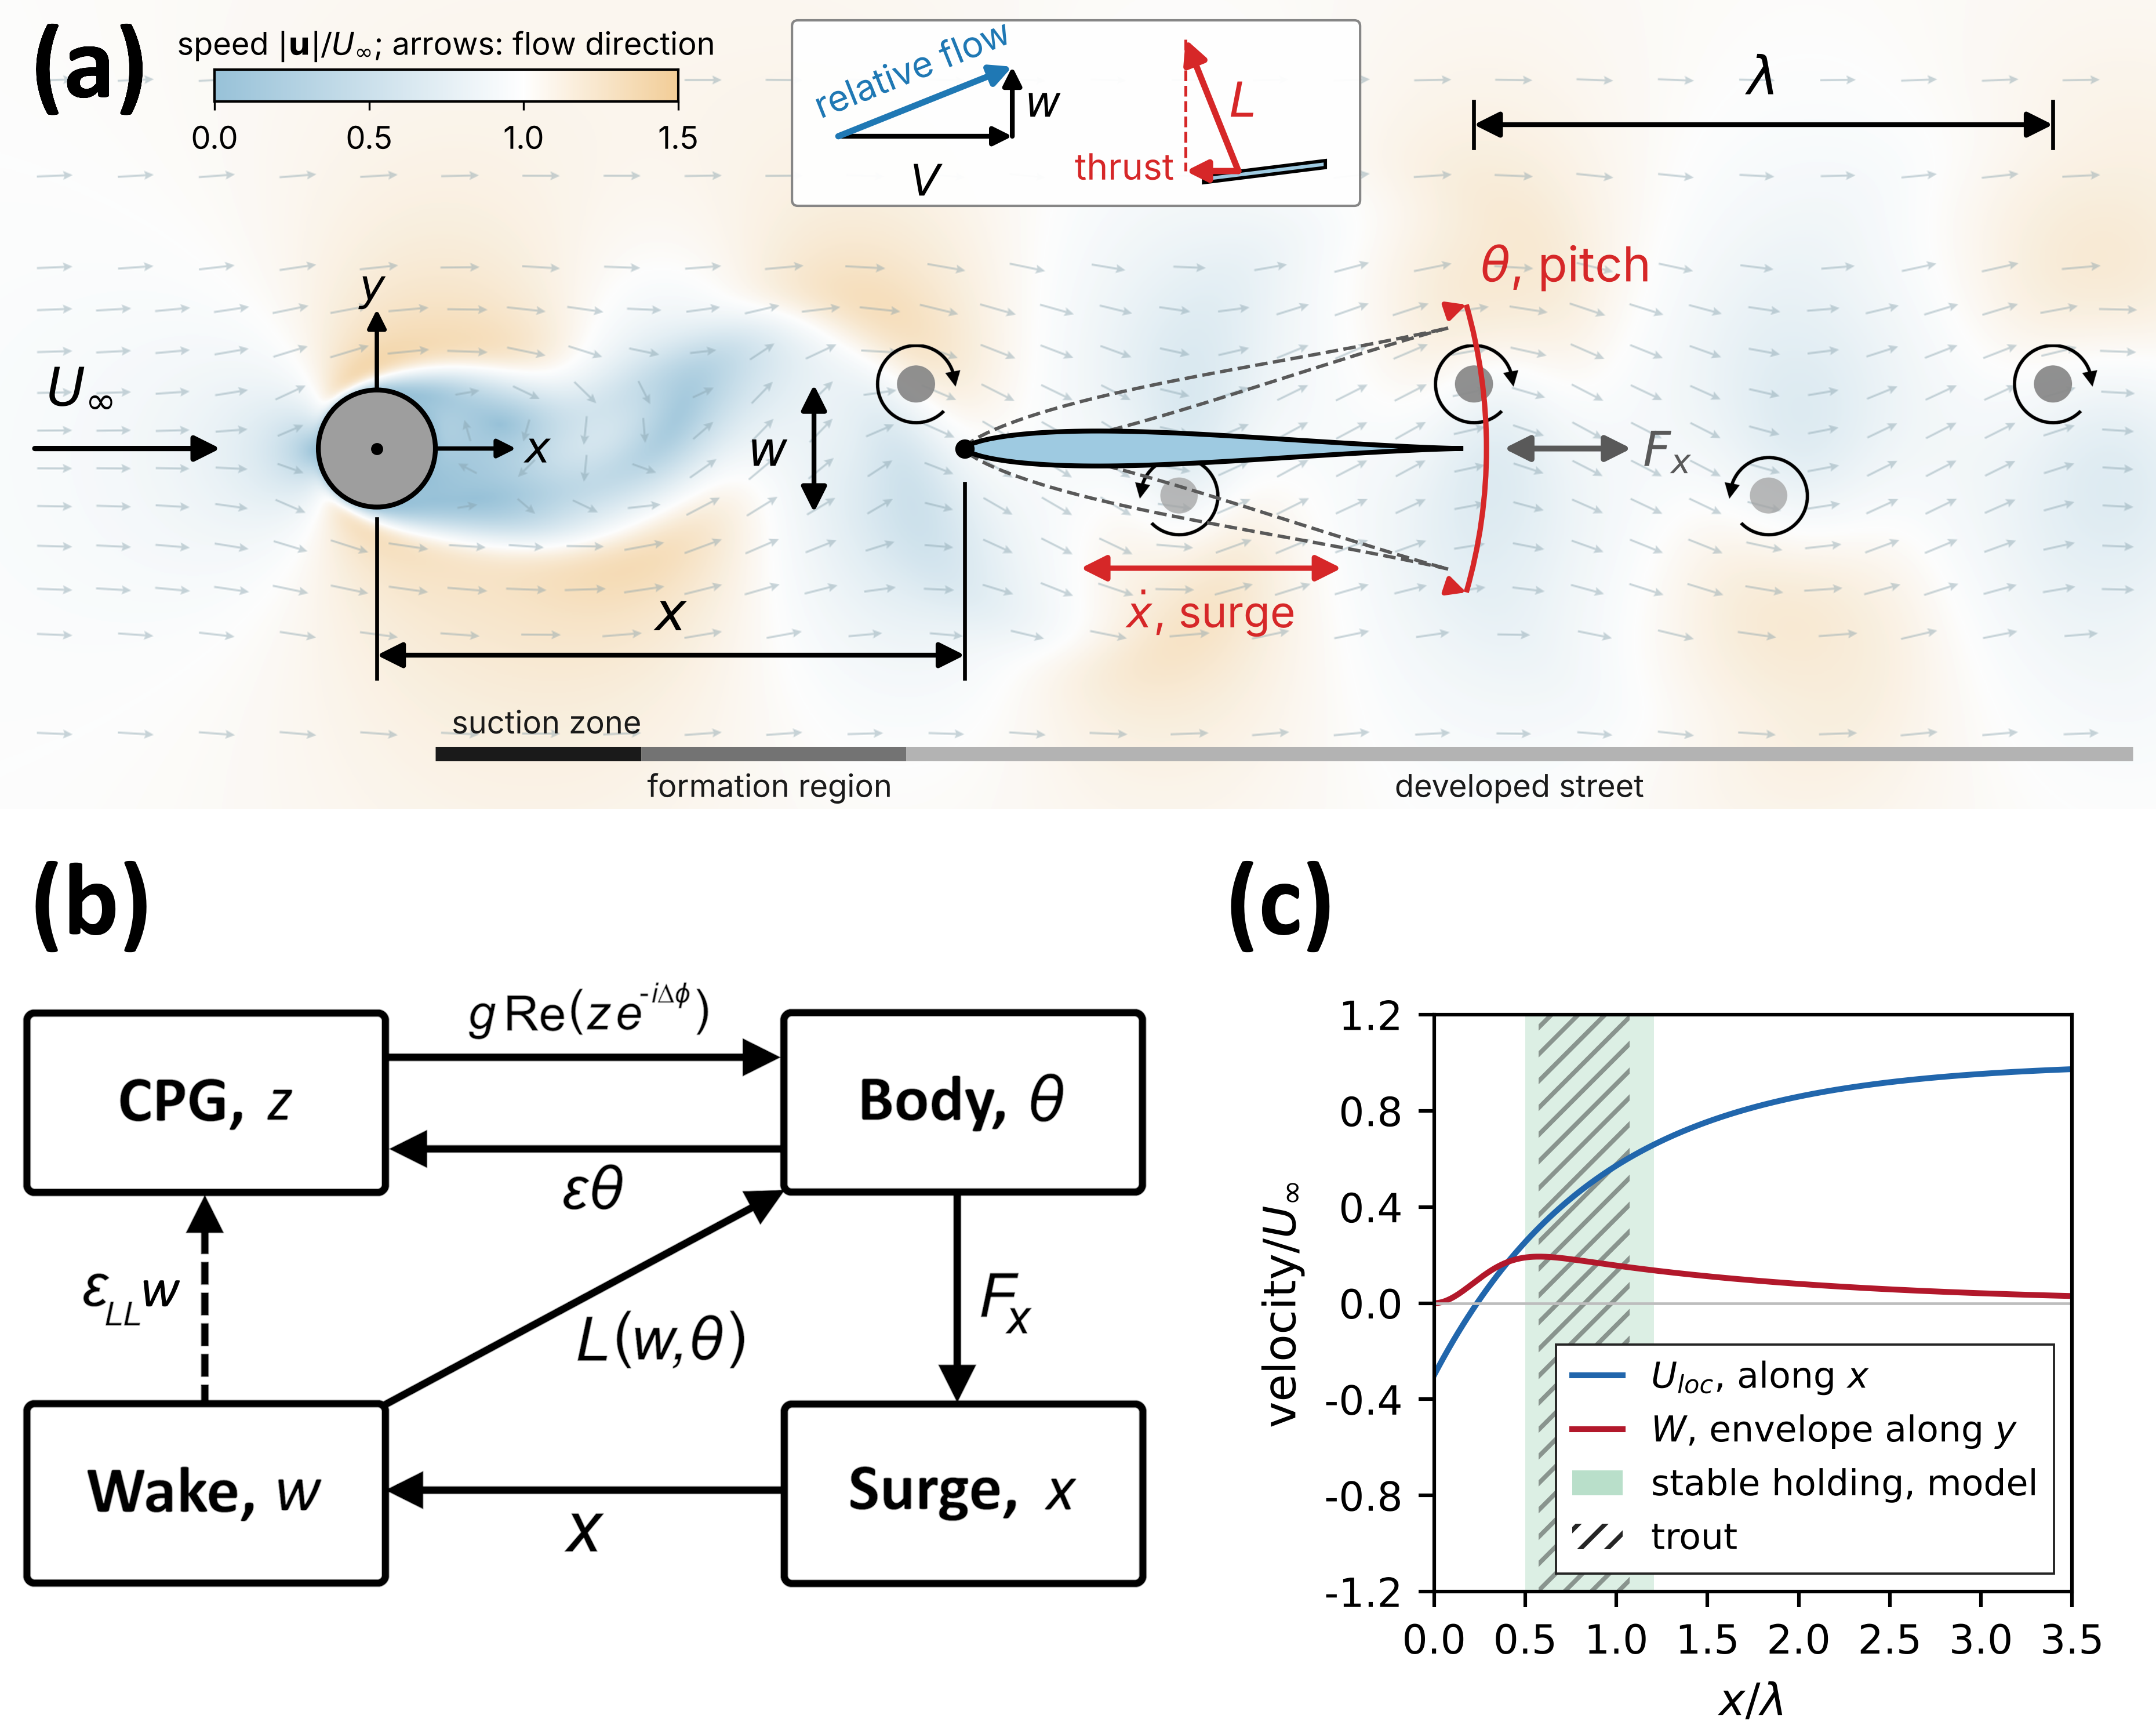 (a)
speed |u|/U∞; arrows: flow direction
0.0 0.5 1.0 1.5
relative flow
w
V
L
thrust
λ
θ, pitch
y
U∞
x
w
Fx
ẋ, surge
x
suction zone
formation region
developed street
(b)
g Re(z e^-iΔϕ)
CPG, z
Body, θ
εθ
εLL w
L(w,θ)
Fx
Wake, w
Surge, x
x
(c)
velocity/U∞
1.2
0.8
0.4
0.0
-0.4
-0.8
-1.2
Uloc, along x
W, envelope along y
stable holding, model
trout
0.0 0.5 1.0 1.5 2.0 2.5 3.0 3.5
x/λ